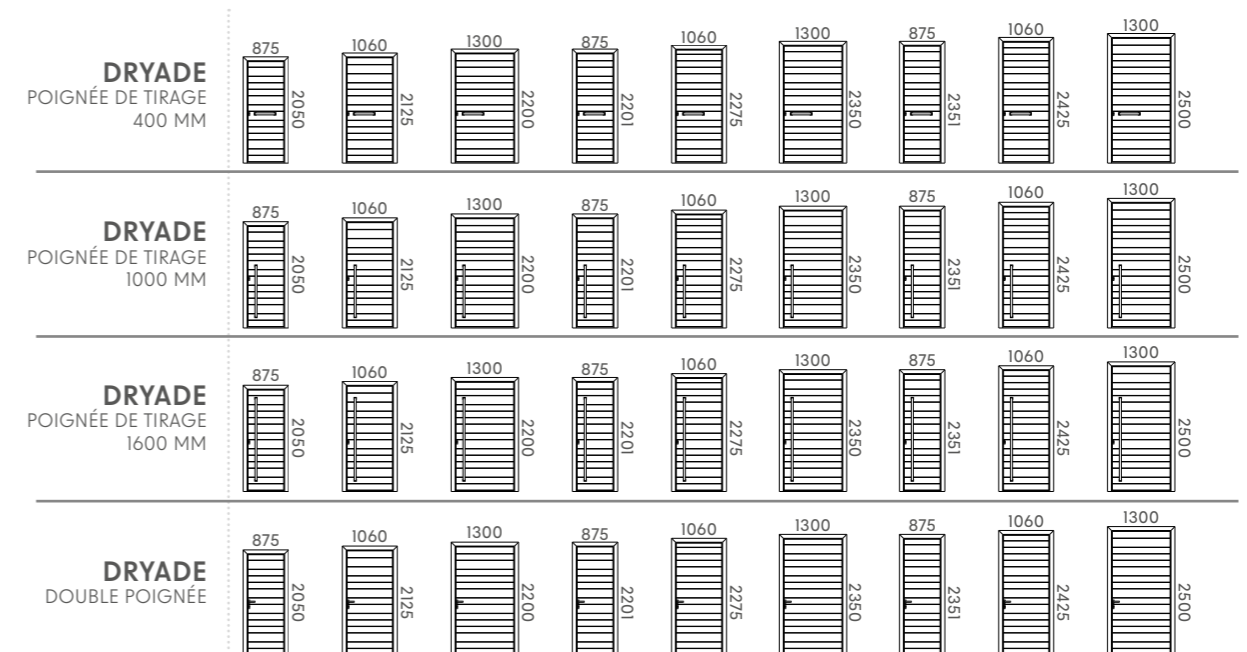 875 1060 1300 875 1060 1300 875 1060 1300
DRYADE
POIGNÉE DE TIRAGE
400 MM
2050 2125 2200 2201 2275 2350 2351 2425 2500
875 1060 1300 875 1060 1300 875 1060 1300
DRYADE
POIGNÉE DE TIRAGE
1000 MM
2050 2125 2200 2201 2275 2350 2351 2425 2500
875 1060 1300 875 1060 1300 875 1060 1300
DRYADE
POIGNÉE DE TIRAGE
1600 MM
2050 2125 2200 2201 2275 2350 2351 2425 2500
875 1060 1300 875 1060 1300 875 1060 1300
DRYADE
DOUBLE POIGNÉE
2050 2125 2200 2201 2275 2350 2351 2425 2500